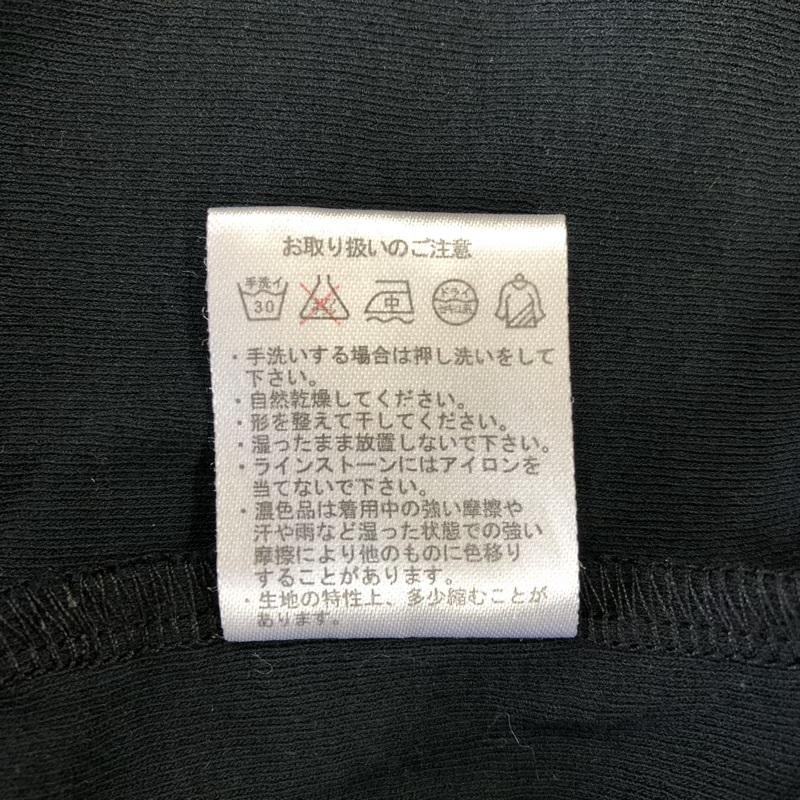 お取り扱いのご注意
手洗イ
30
中
ドライ
・手洗いする場合は押し洗いをして
下さい。
・自然乾燥してください。
・形を整えて干してください。
・湿ったまま放置しないで下さい。
・ラインストーンにはアイロンを
当てないで下さい。
・濃色品は着用中の強い摩擦や
汗や雨など湿った状態での強い
摩擦により他のものに色移り
することがあります。
・生地の特性上、多少縮むことが
あります。